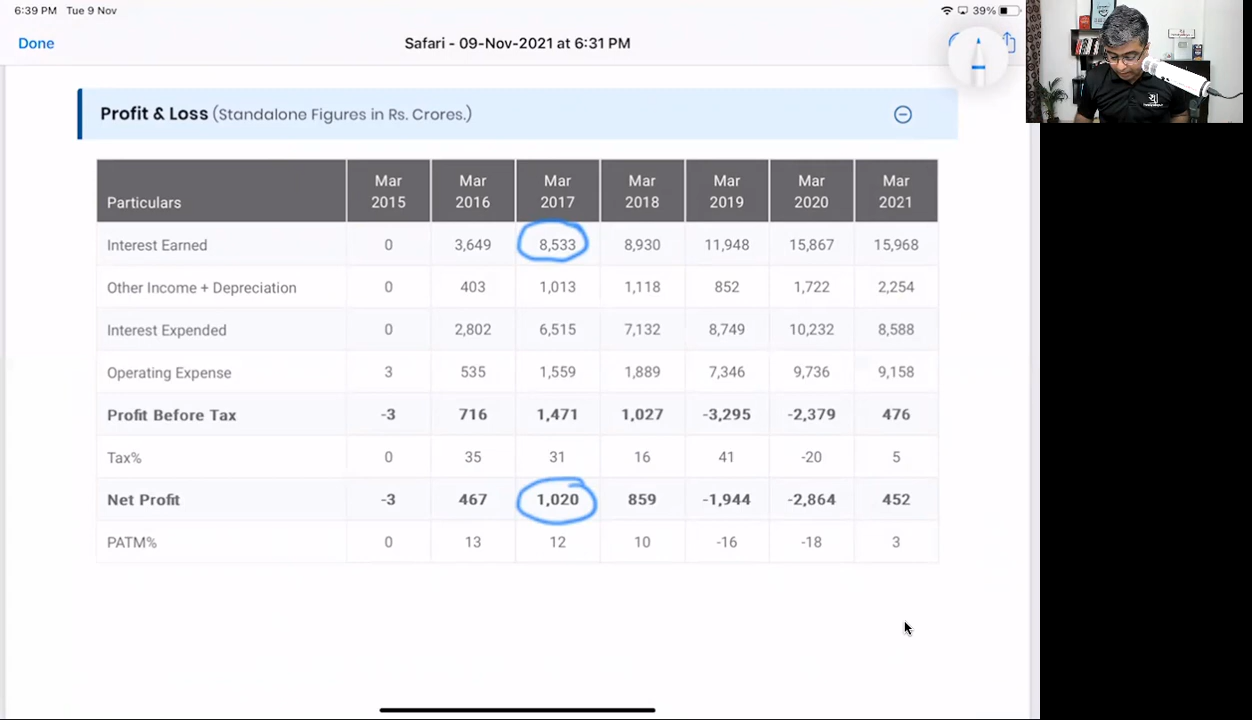 6:39 PM Tue 9 Nov 39%
Done Safari - 09-Nov-2021 at 6:31 PM
Profit & Loss (Standalone Figures in Rs. Crores.)
Particulars Mar 2015 Mar 2016 Mar 2017 Mar 2018 Mar 2019 Mar 2020 Mar 2021
Interest Earned 0 3,649 8,533 8,930 11,948 15,867 15,968
Other Income + Depreciation 0 403 1,013 1,118 852 1,722 2,254
Interest Expended 0 2,802 6,515 7,132 8,749 10,232 8,588
Operating Expense 3 535 1,559 1,889 7,346 9,736 9,158
Profit Before Tax -3 716 1,471 1,027 -3,295 -2,379 476
Tax% 0 35 31 16 41 -20 5
Net Profit -3 467 1,020 859 -1,944 -2,864 452
PATM% 0 13 12 10 -16 -18 3